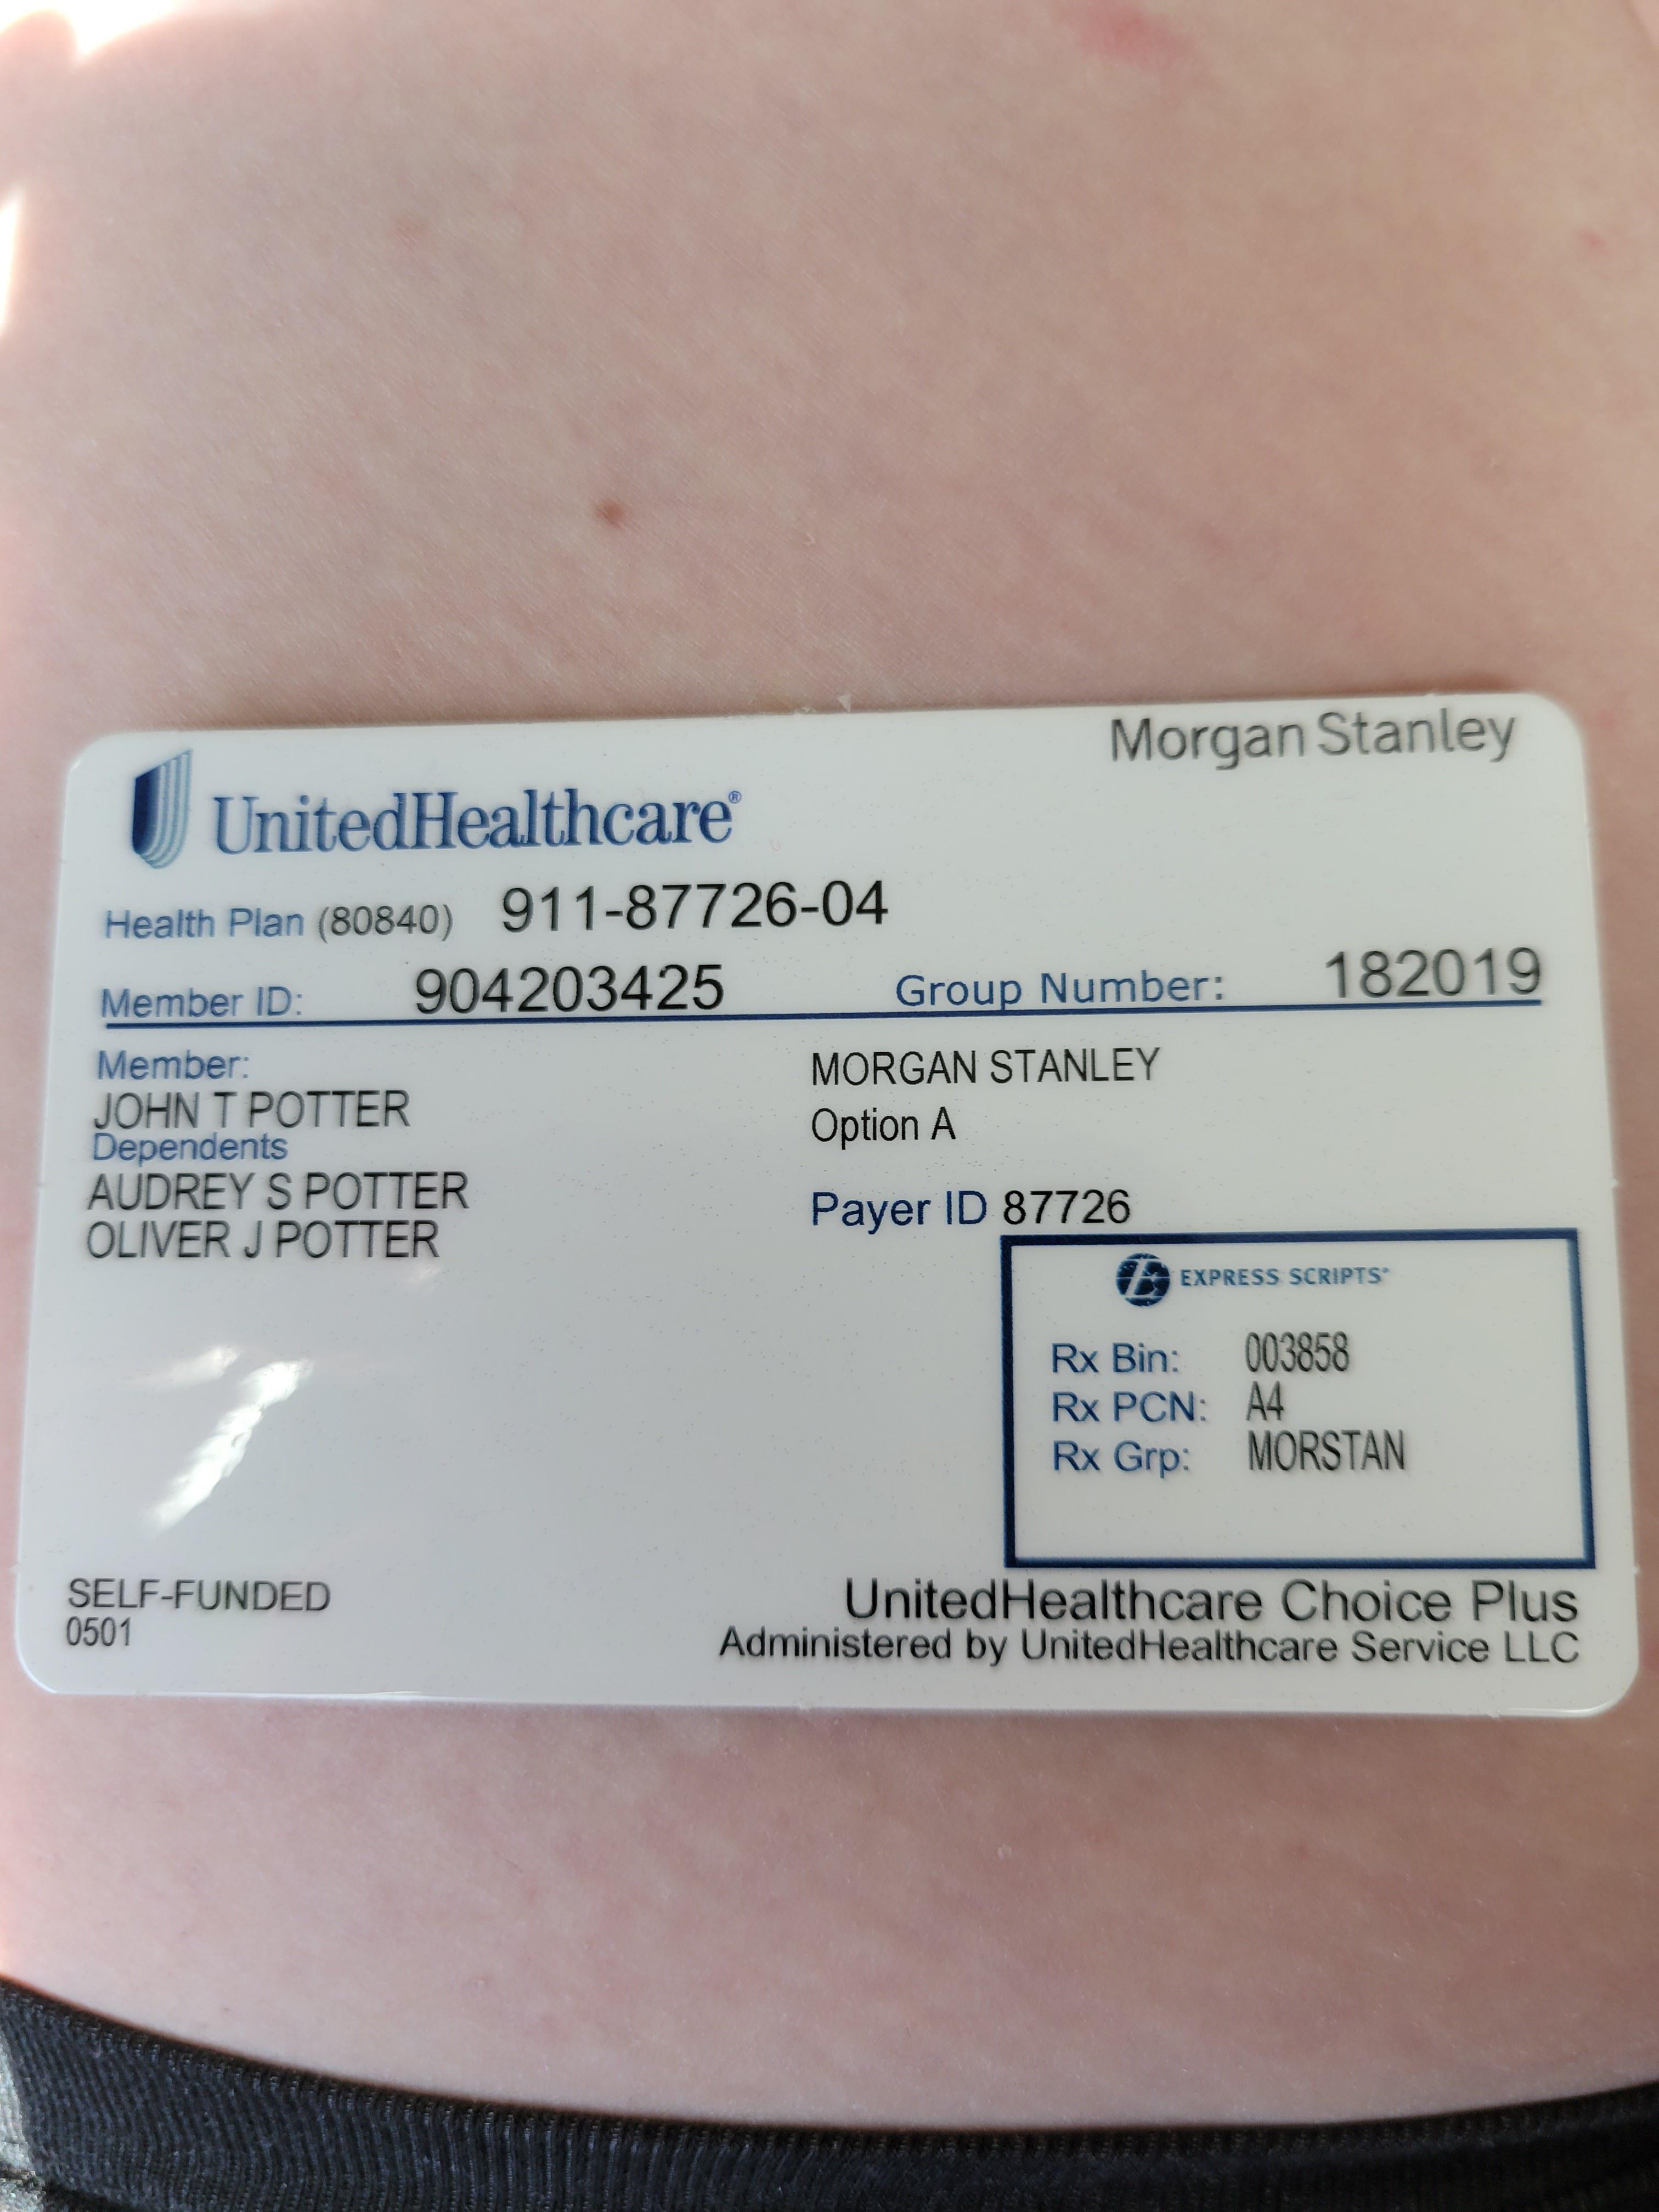 Morgan Stanley
UnitedHealthcare®
Health Plan (80840) 911-87726-04
Member ID: 904203425 Group Number: 182019
Member:
JOHN T POTTER
Dependents
AUDREY S POTTER
OLIVER J POTTER
MORGAN STANLEY
Option A
Payer ID 87726
EXPRESS SCRIPTS®
Rx Bin: 003858
Rx PCN: A4
Rx Grp: MORSTAN
SELF-FUNDED
0501
UnitedHealthcare Choice Plus
Administered by UnitedHealthcare Service LLC